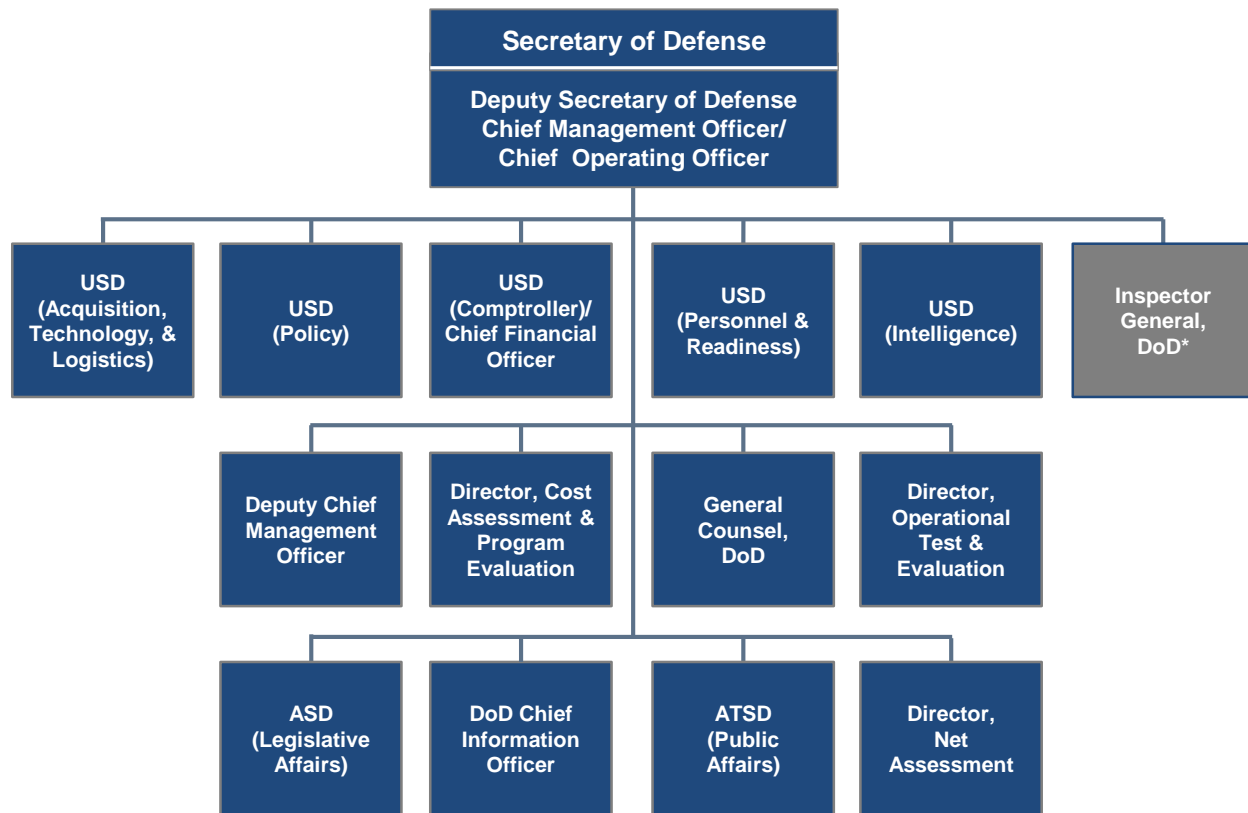 Secretary of Defense
Deputy Secretary of Defense
Chief Management Officer/
Chief Operating Officer
USD
(Acquisition,
Technology, &
Logistics)
USD
(Policy)
USD
(Comptroller)/
Chief Financial
Officer
USD
(Personnel &
Readiness)
USD
(Intelligence)
Inspector
General,
DoD*
Deputy Chief
Management
Officer
Director, Cost
Assessment &
Program
Evaluation
General
Counsel,
DoD
Director,
Operational
Test &
Evaluation
ASD
(Legislative
Affairs)
DoD Chief
Information
Officer
ATSD
(Public
Affairs)
Director,
Net
Assessment